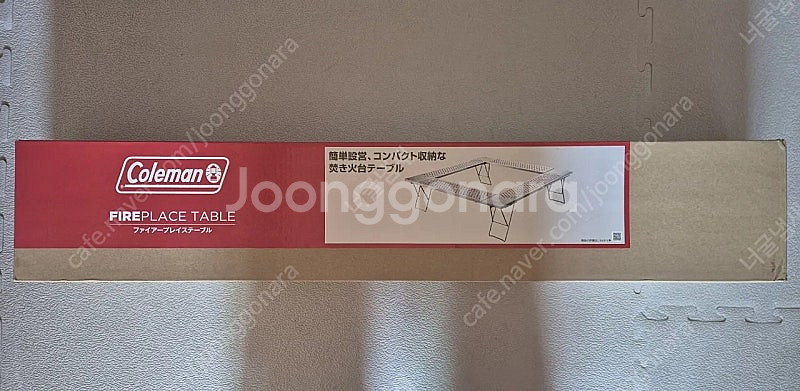 Coleman
FIREPLACE TABLE
ファイアープレイステーブル
簡単設営、コンパクト収納な
焚き火台テーブル
Joonggonara
cafe.naver.com/joonggonara